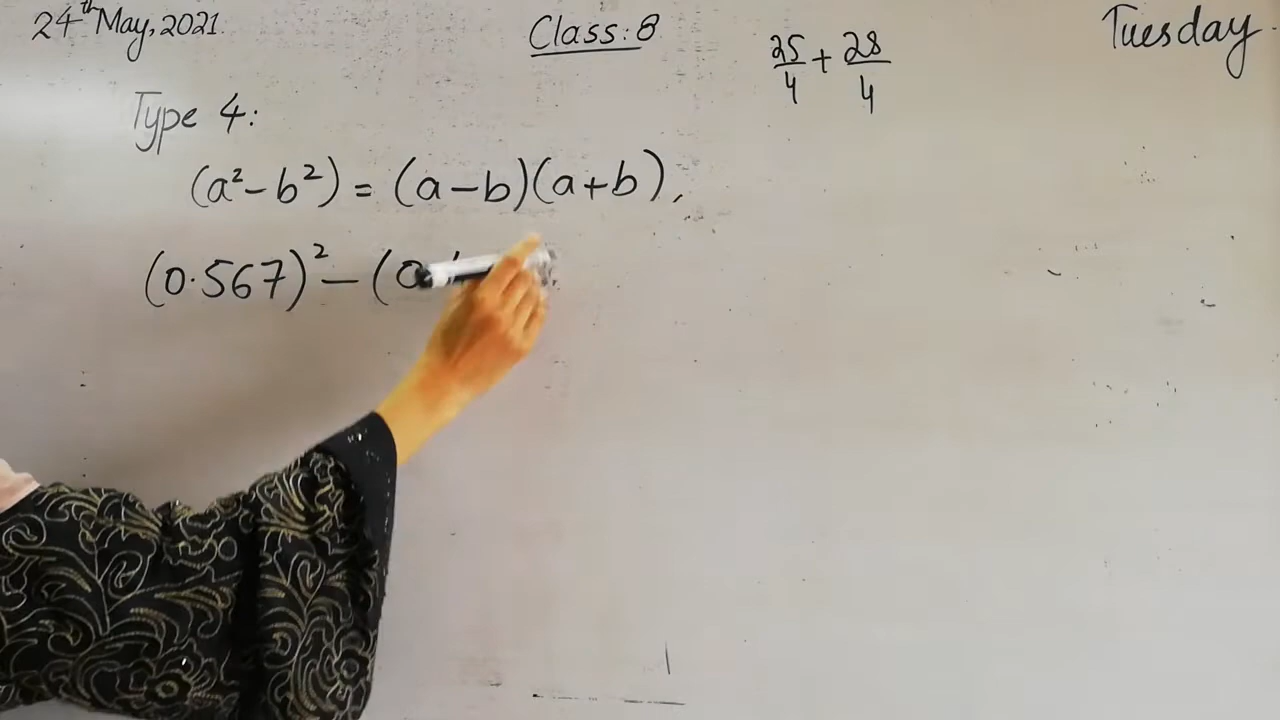 24th May, 2021.
Class: 8
Tuesday
25/4 + 28/4
Type 4:
(a² - b²) = (a - b)(a + b),
(0.567)² - (0